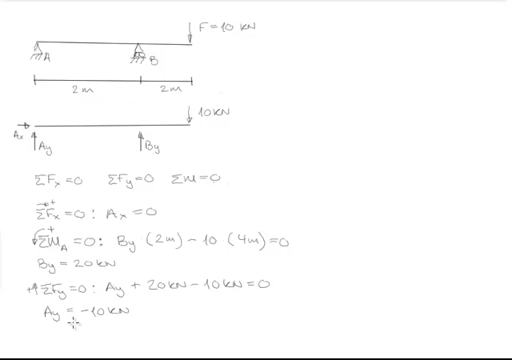 F = 10 kN
A B
2m 2m
10 kN
Ax
Ay By
ΣFx = 0 ΣFy = 0 Σm = 0
→+ ΣFx = 0 : Ax = 0
+ ΣMA = 0 : By (2m) - 10 (4m) = 0
By = 20 kN
+↑ ΣFy = 0 : Ay + 20 kN - 10 kN = 0
Ay = -10 kN